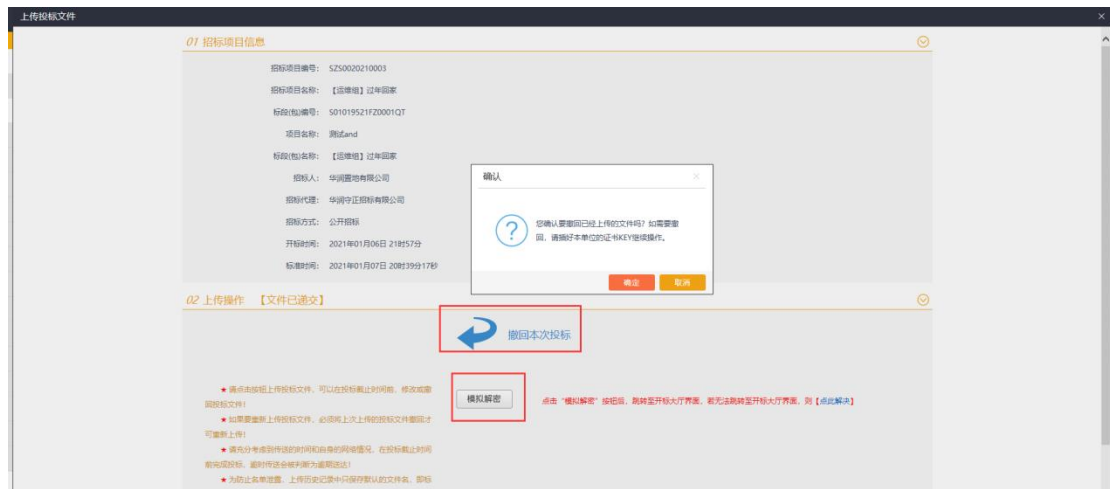 上传投标文件
01 招标项目信息
招标项目编号： SZS0020210003
招标项目名称： 【运维组】过年回家
标段(包)编号： S01019521FZ0001QT
项目名称： 测试and
标段(包)名称： 【运维组】过年回家
招标人： 华润置地有限公司
招标代理： 华润守正招标有限公司
招标方式： 公开招标
开标时间： 2021年01月06日 21时57分
标准时间： 2021年01月07日 20时39分17秒
确认
您确认要撤回已经上传的文件吗？如需要撤
回，请插好本单位的证书KEY继续操作。
确定 取消
02 上传操作 【文件已递交】
撤回本次投标
★ 请点击按钮上传投标文件，可以在投标截止时间前，修改或撤
回投标文件！
★ 如果要重新上传投标文件，必须将上次上传的投标文件撤回才
可重新上传！
★ 请充分考虑到传送的时间和自身的网络情况，在投标截止时间
前完成投标，逾时传送会被判断为逾期送达！
★ 为防止名单泄露，上传历史记录中只保存默认的文件名，即标
模拟解密
点击“模拟解密”按钮后，跳转至开标大厅界面，若无法跳转至开标大厅界面，则【点此解决】